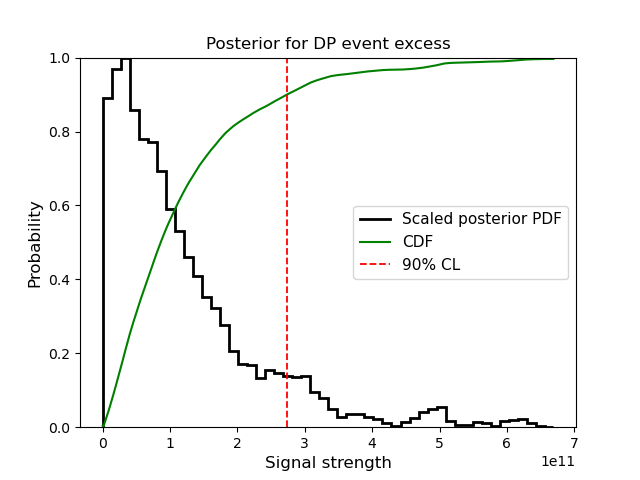 Posterior for DP event excess
1.0
0.8
0.6
0.4
0.2
0.0
Probability
Scaled posterior PDF
CDF
90% CL
0 1 2 3 4 5 6 7
1e11
Signal strength